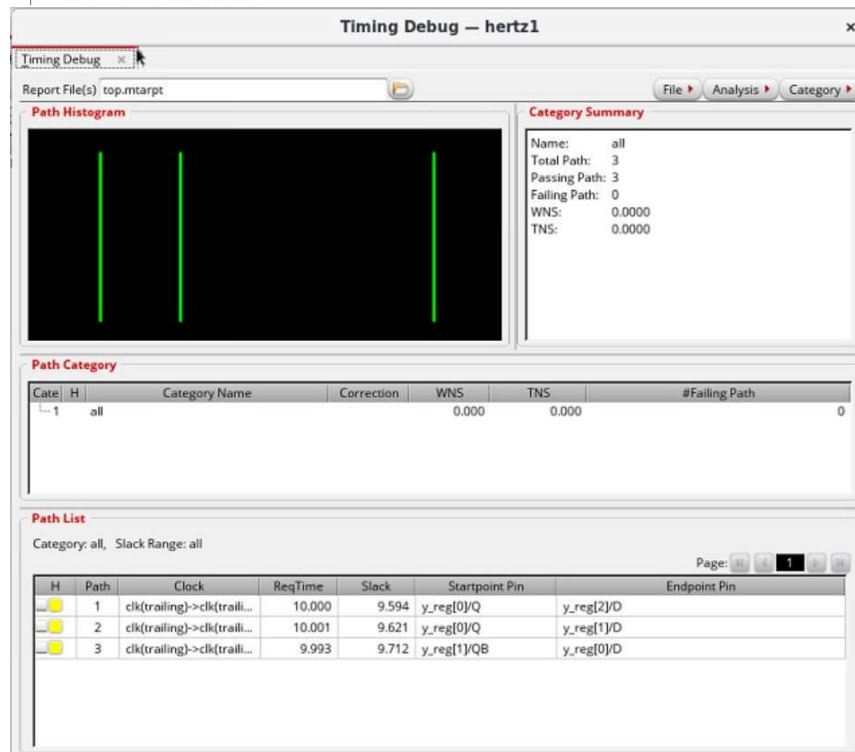 Timing Debug — hertz1 ×
Timing Debug ×
Report File(s) top.mtarpt File Analysis Category
Path Histogram
Category Summary
Name: all
Total Path: 3
Passing Path: 3
Failing Path: 0
WNS: 0.0000
TNS: 0.0000
Path Category
Cate H Category Name Correction WNS TNS #Failing Path
1 all 0.000 0.000 0
Path List
Category: all, Slack Range: all
Page: 1
H Path Clock ReqTime Slack Startpoint Pin Endpoint Pin
1 clk(trailing)->clk(traili... 10.000 9.594 y_reg[0]/Q y_reg[2]/D
2 clk(trailing)->clk(traili... 10.001 9.621 y_reg[0]/Q y_reg[1]/D
3 clk(trailing)->clk(traili... 9.993 9.712 y_reg[1]/QB y_reg[0]/D